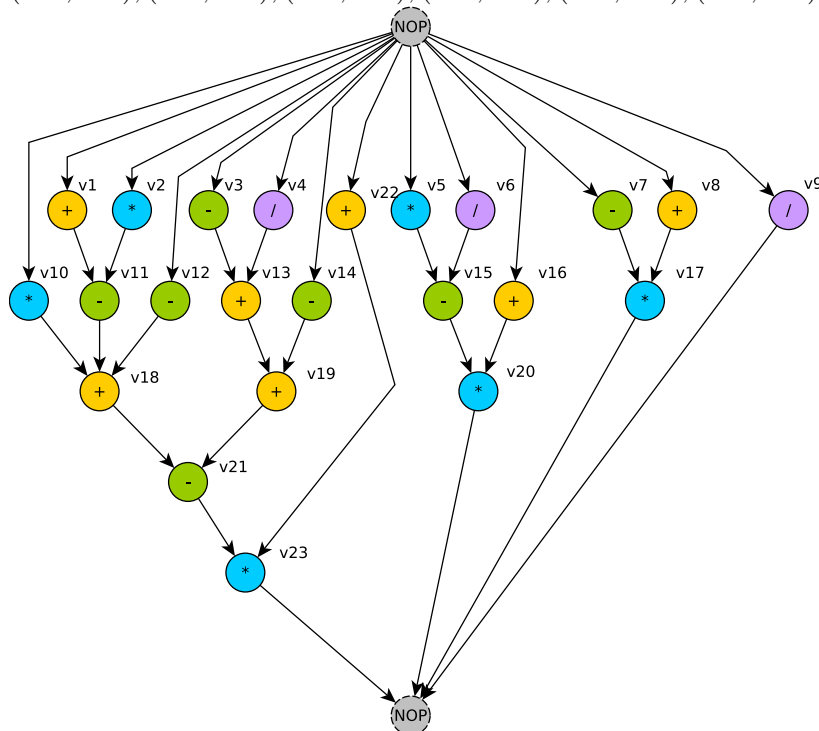 NOP
v1 v2 v3 v4 v22 v5 v6 v7 v8 v9
+ * - / + * / - + /
v10 v11 v12 v13 v14 v15 v16 v17
* - - + - - + *
v18 v19 v20
+ + *
v21
-
v23
*
NOP